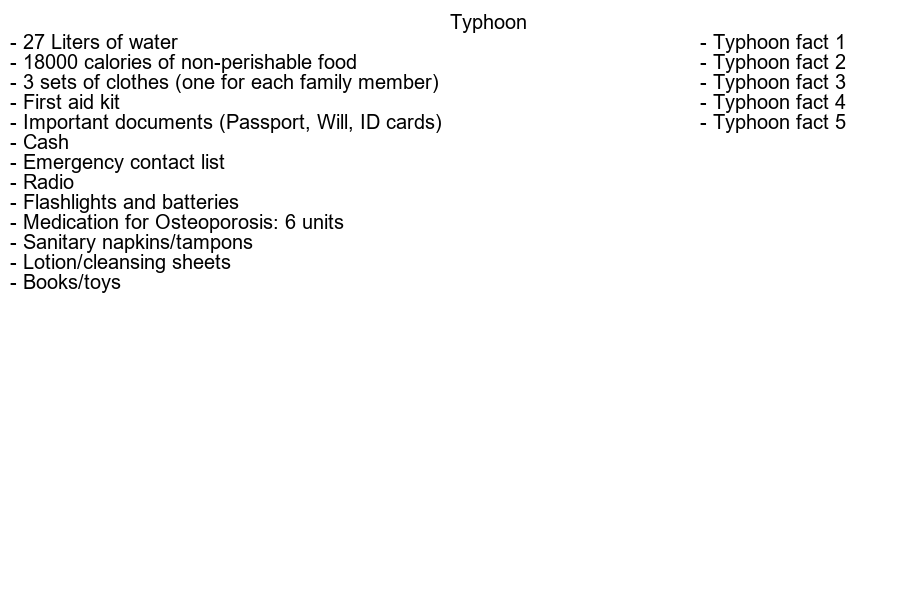 Typhoon
- 27 Liters of water
- 18000 calories of non-perishable food
- 3 sets of clothes (one for each family member)
- First aid kit
- Important documents (Passport, Will, ID cards)
- Cash
- Emergency contact list
- Radio
- Flashlights and batteries
- Medication for Osteoporosis: 6 units
- Sanitary napkins/tampons
- Lotion/cleansing sheets
- Books/toys
- Typhoon fact 1
- Typhoon fact 2
- Typhoon fact 3
- Typhoon fact 4
- Typhoon fact 5